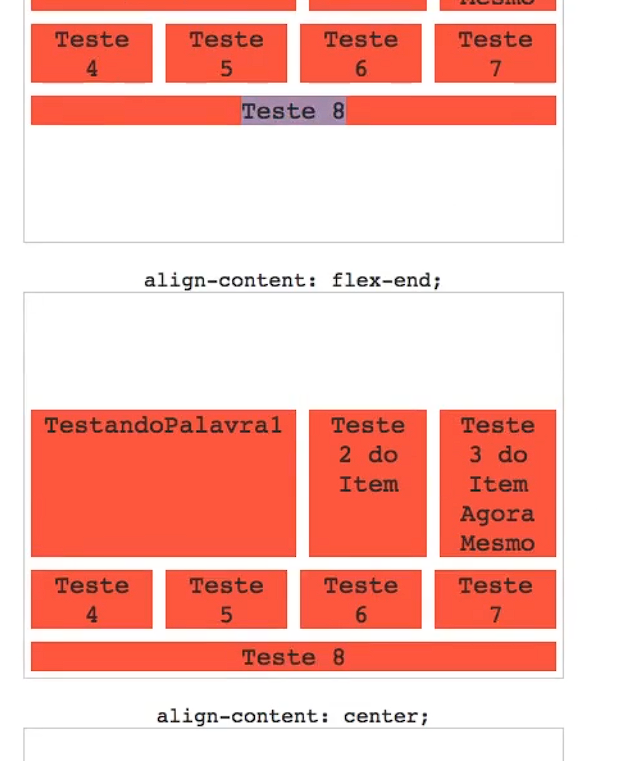 Mesmo
Teste Teste Teste Teste
4 5 6 7
Teste 8
align-content: flex-end;
TestandoPalavra1 Teste Teste
2 do 3 do
Item Item
Agora
Mesmo
Teste Teste Teste Teste
4 5 6 7
Teste 8
align-content: center;